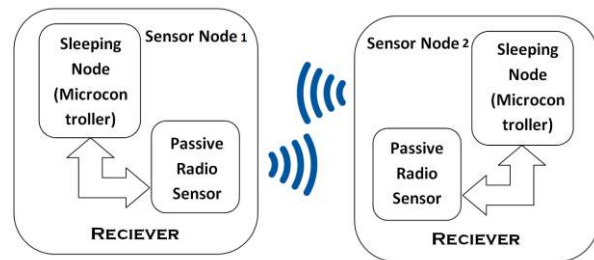 Sensor Node 1
Sleeping
Node
(Microcon
troller)
Passive
Radio
Sensor
RECIEVER
Sensor Node 2
Sleeping
Node
(Microcon
troller)
Passive
Radio
Sensor
RECIEVER